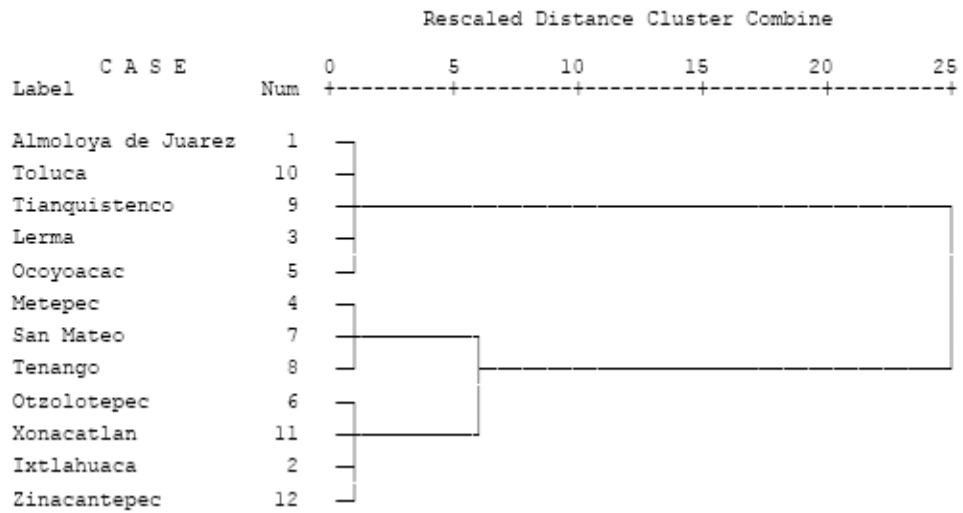 Rescaled Distance Cluster Combine
C A S E 0 5 10 15 20 25
Label Num +---------+---------+---------+---------+---------+
Almoloya de Juarez 1
Toluca 10
Tianquistenco 9
Lerma 3
Ocoyoacac 5
Metepec 4
San Mateo 7
Tenango 8
Otzolotepec 6
Xonacatlan 11
Ixtlahuaca 2
Zinacantepec 12